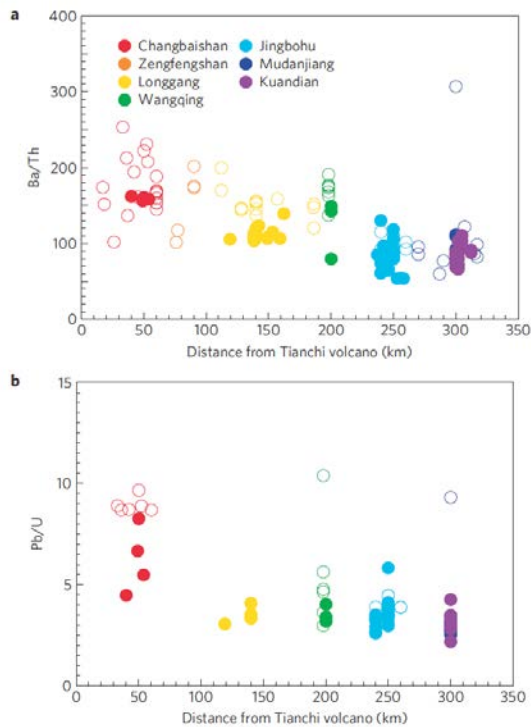 a
400
Changbaishan Jingbohu
Zengfengshan Mudanjiang
Longgang Kuandian
Wangqing
300
200
100
0
Ba/Th
0 50 100 150 200 250 300 350
Distance from Tianchi volcano (km)
b
15
10
5
0
Pb/U
0 50 100 150 200 250 300 350
Distance from Tianchi volcano (km)